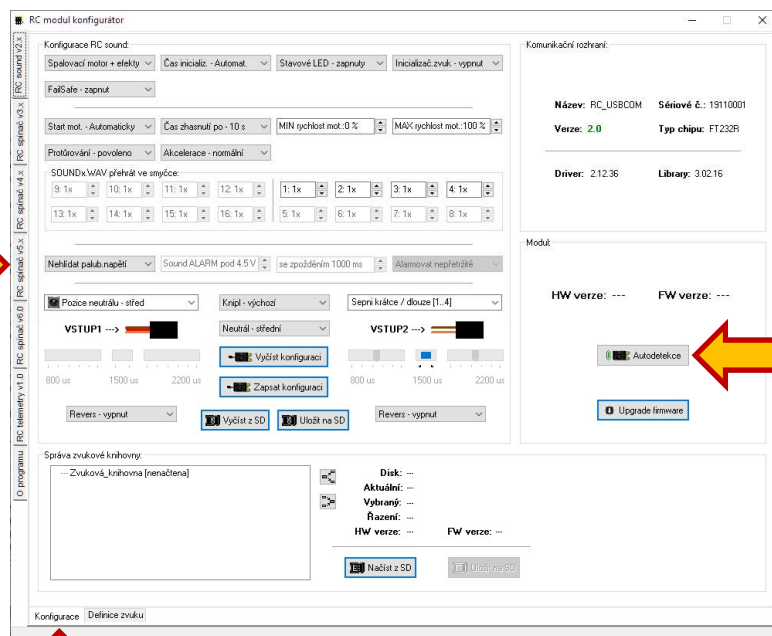 RC modul konfigurátor
RC sound v2.x
RC spínač v3.x
RC spínač v4.x
RC spínač v5.x
RC spínač v6.0
RC telemetry v1.0
O programu
Konfigurace RC sound:
Spalovací motor + efekty
Čas inicializ. - Automat.
Stavové LED - zapnuty
Inicializač.zvuk - vypnut
FailSafe - zapnut
Start mot. - Automaticky
Čas zhasnutí po - 10 s
MIN rychlost mot.:0 %
MAX rychlost mot.:100 %
Protůrování - povoleno
Akcelerace - normální
SOUNDx.WAV přehrát ve smyčce:
9: 1x 10: 1x 11: 1x 12: 1x 1: 1x 2: 1x 3: 1x 4: 1x
13: 1x 14: 1x 15: 1x 16: 1x 5: 1x 6: 1x 7: 1x 8: 1x
Nehlídat palub.napětí
Sound ALARM pod 4.5 V
se zpožděním 1000 ms
Alarmovat nepřetržitě
Pozice neutrálu - střed
Knipl - výchozí
Sepni krátce / dlouze [1..4]
VSTUP1 --->
Neutrál - střední
VSTUP2 --->
Vyčíst konfiguraci
800 us 1500 us 2200 us
Zapsat konfiguraci
800 us 1500 us 2200 us
Revers - vypnut
Vyčíst z SD
Uložit na SD
Revers - vypnut
Komunikační rozhraní:
Název: RC_USBCOM Sériové č.: 19110001
Verze: 2.0 Typ chipu: FT232R
Driver: 2.12.36 Library: 3.02.16
Modul:
HW verze: --- FW verze: ---
Autodetekce
Upgrade firmware
Správa zvukové knihovny:
Zvuková_knihovna [nenačtena]
Disk: ---
Aktuální: ---
Vybraný: ---
Řazení: ---
HW verze: --- FW verze: ---
Načíst z SD
Uložit na SD
Konfigurace
Definice zvuku